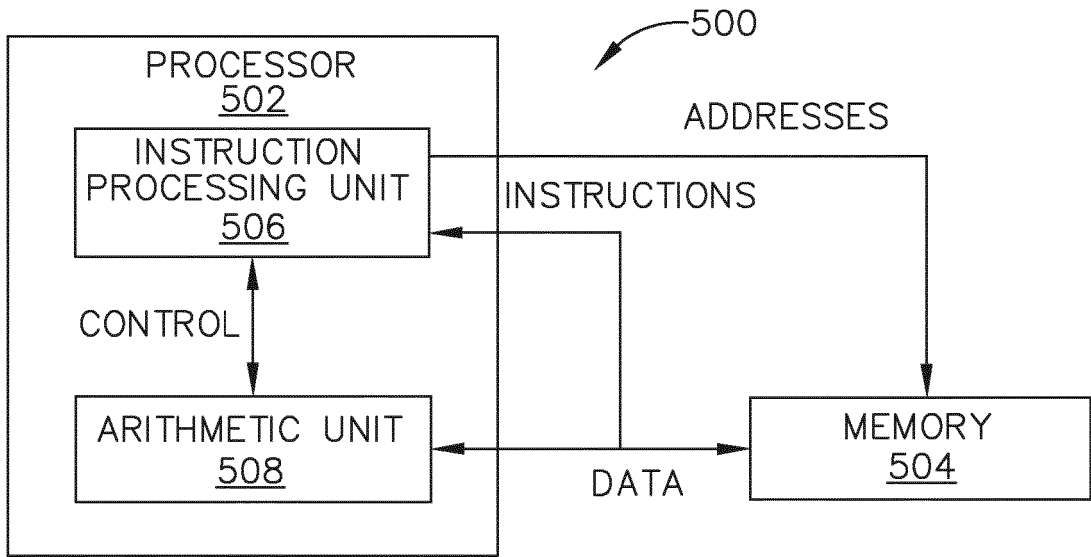 500
PROCESSOR
502
ADDRESSES
INSTRUCTION
PROCESSING UNIT
506
INSTRUCTIONS
CONTROL
ARITHMETIC UNIT
508
DATA
MEMORY
504